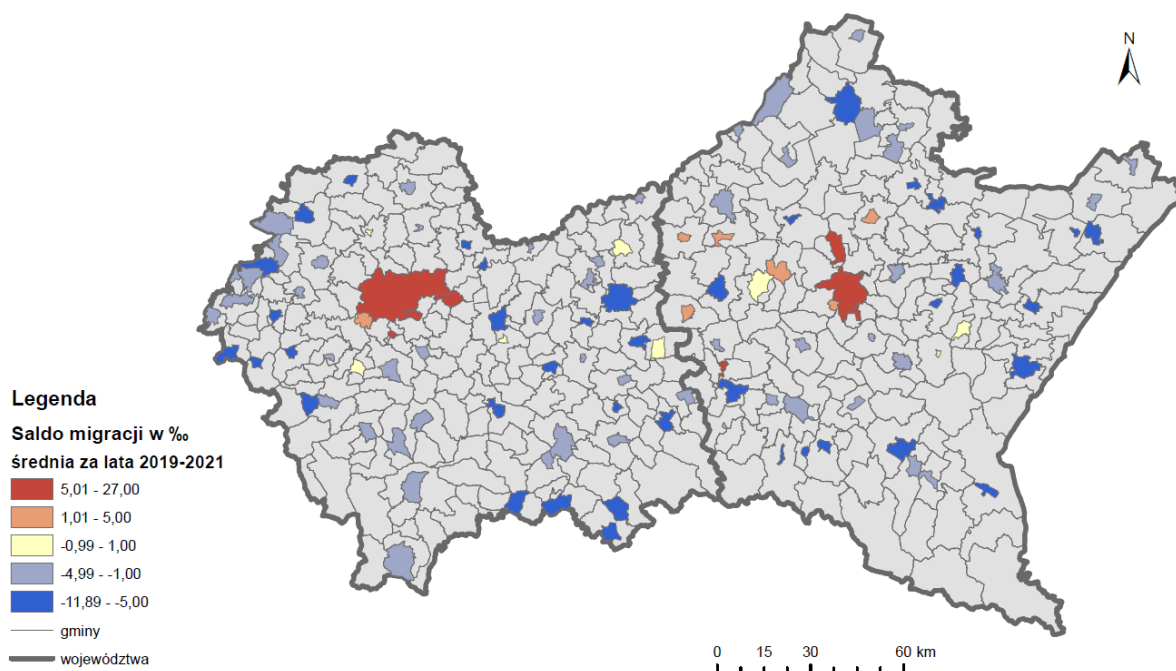 N
Legenda
Saldo migracji w ‰
średnia za lata 2019-2021
5,01 - 27,00
1,01 - 5,00
-0,99 - 1,00
-4,99 - -1,00
-11,89 - -5,00
gminy
województwa
0 15 30 60 km